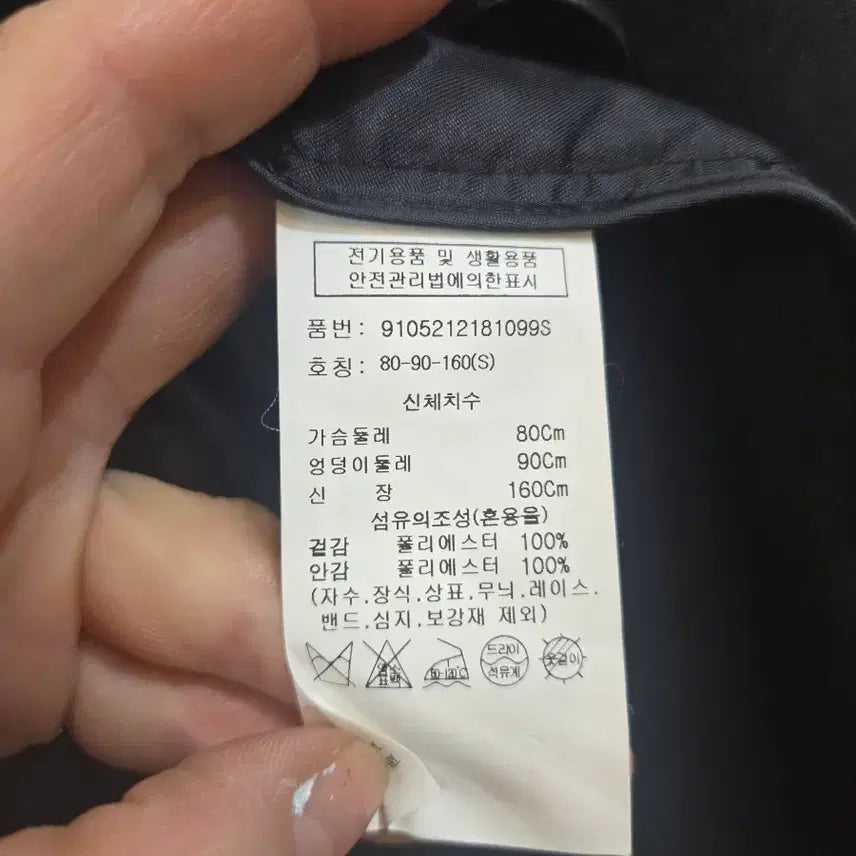 전기용품 및 생활용품
안전관리법에의한표시
품번: 9105212181099S
호칭: 80-90-160(S)
신체치수
가슴둘레 80Cm
엉덩이둘레 90Cm
신 장 160Cm
섬유의조성(혼용율)
겉감 폴리에스터 100%
안감 폴리에스터 100%
(자수.장식.상표.무늬.레이스.
밴드.심지.보강재 제외)
염소 표백 드라이 석유계 옷걸이